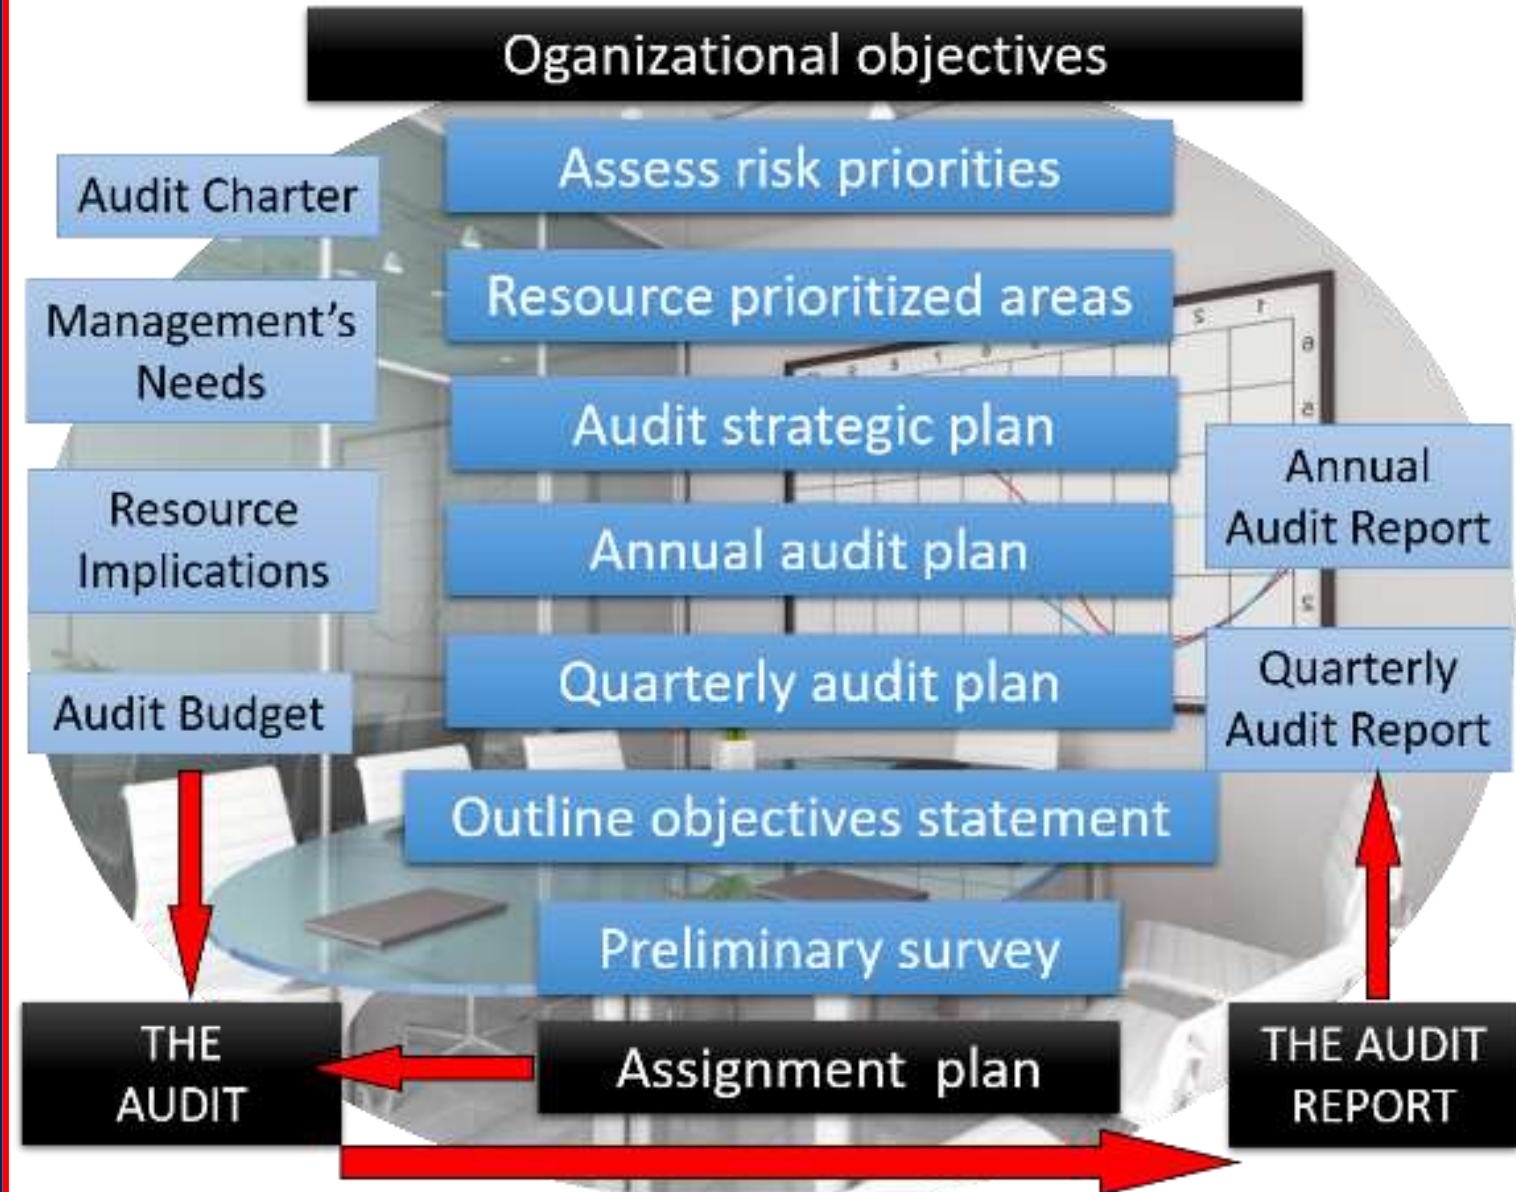 Oganizational objectives
Assess risk priorities
Resource prioritized areas
Audit strategic plan
Annual audit plan
Quarterly audit plan
Outline objectives statement
Preliminary survey
Assignment plan
Audit Charter
Management’s
Needs
Resource
Implications
Audit Budget
THE
AUDIT
Annual
Audit Report
Quarterly
Audit Report
THE AUDIT
REPORT